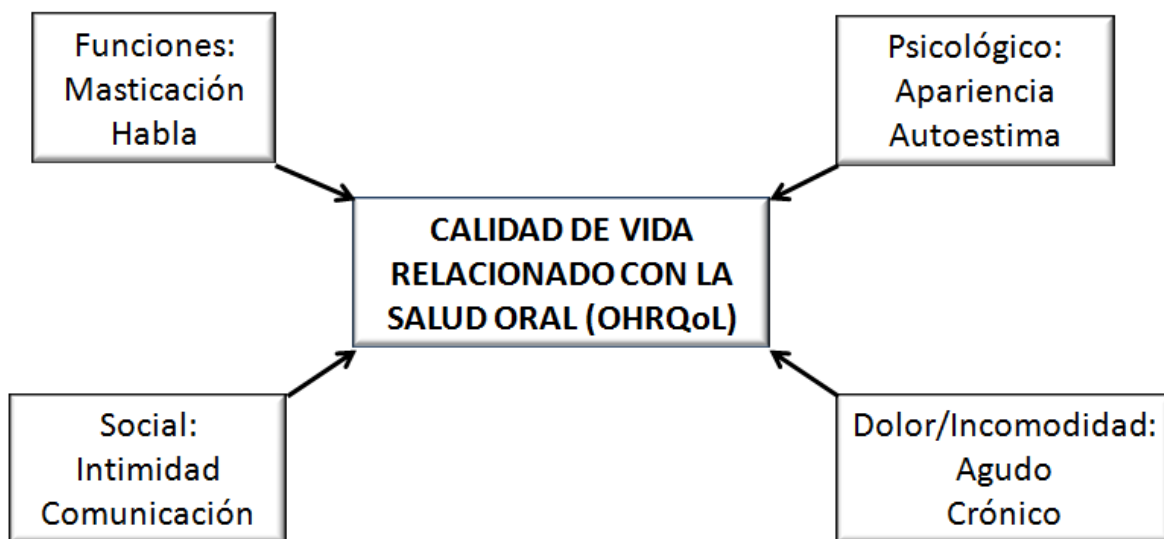 Funciones:
Masticación
Habla
Psicológico:
Apariencia
Autoestima
CALIDAD DE VIDA
RELACIONADO CON LA
SALUD ORAL (OHRQoL)
Social:
Intimidad
Comunicación
Dolor/Incomodidad:
Agudo
Crónico